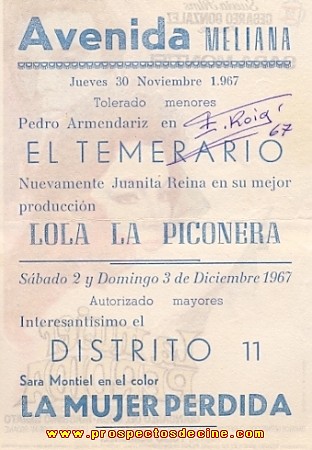 Avenida MELIANA
Jueves 30 Noviembre 1.967
Tolerado menores
Pedro Armendariz en
E. Roig
67
EL TEMERARIO
Nuevamente Juanita Reina en su mejor
producción
LOLA LA PICONERA
Sábado 2 y Domingo 3 de Diciembre 1967
Autorizado mayores
Interesantísimo el
DISTRITO 11
Sara Montiel en el color
LA MUJER PERDIDA
www.prospectosdecine.com